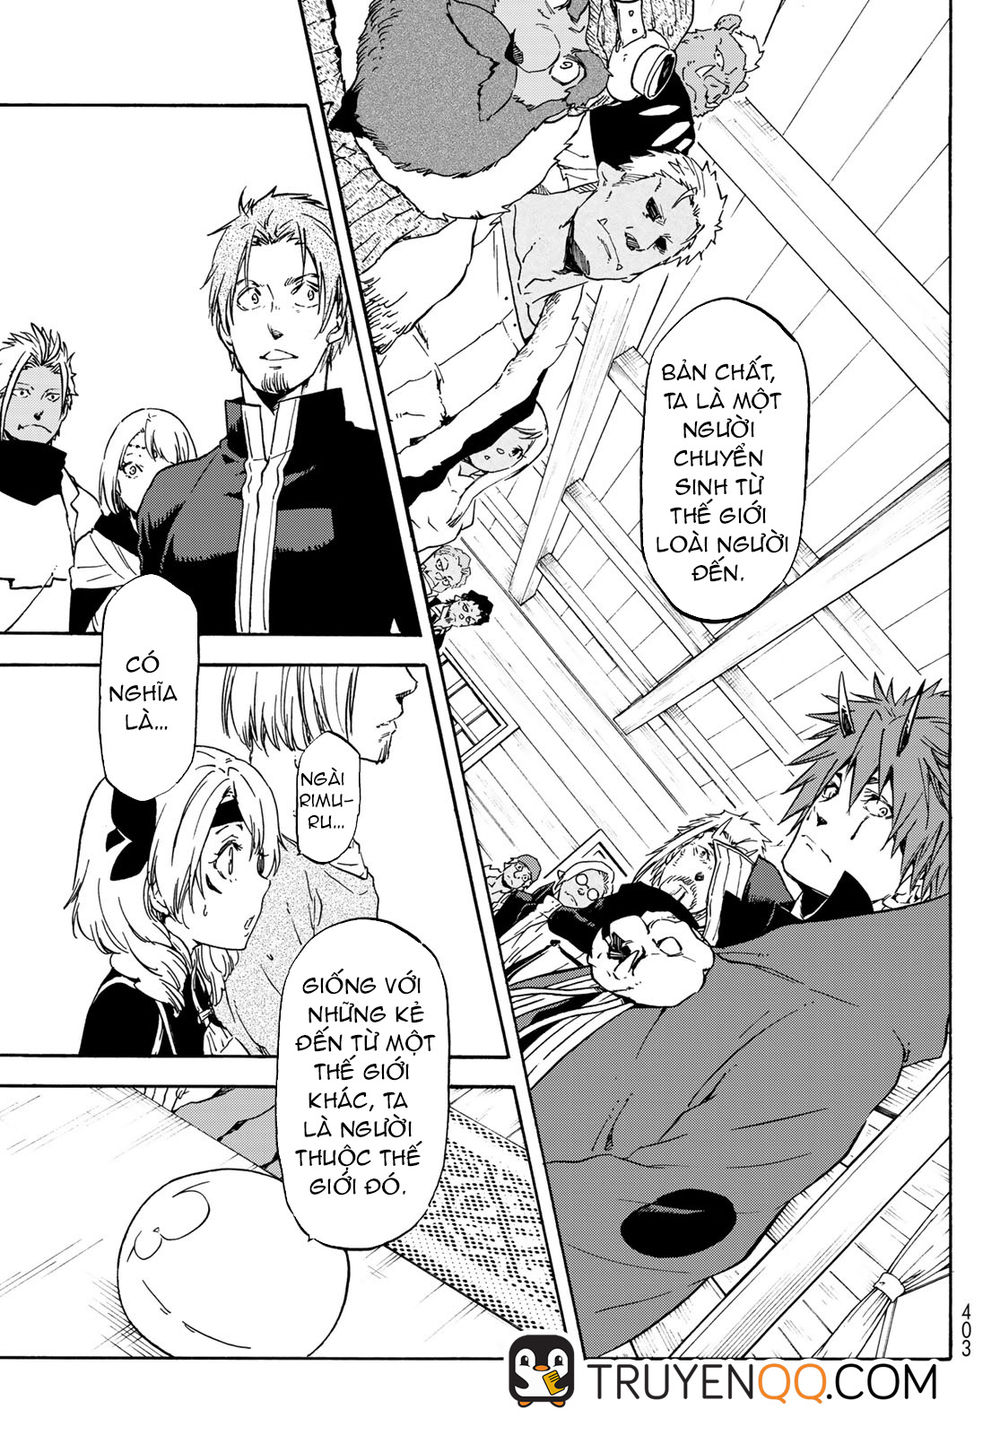 BẢN CHẤT,
TA LÀ MỘT
NGƯỜI
CHUYỂN
SINH TỪ
THẾ GIỚI
LOÀI NGƯỜI
ĐẾN.
CÓ
NGHĨA
LÀ...
NGÀI
RIMU-
RU...
GIỐNG VỚI
NHỮNG KẺ
ĐẾN TỪ MỘT
THẾ GIỚI
KHÁC, TA
LÀ NGƯỜI
THUỘC THẾ
GIỚI ĐÓ.
403
TRUYENQQ.COM